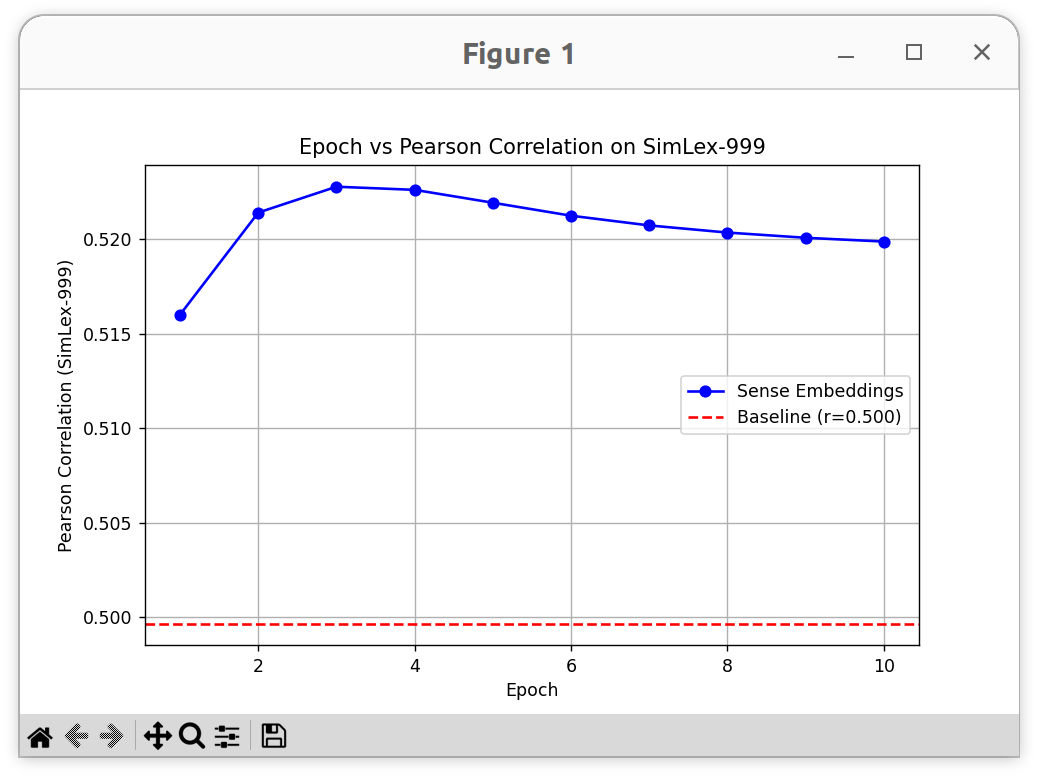 Figure 1
Epoch vs Pearson Correlation on SimLex-999
Pearson Correlation (SimLex-999)
0.520
0.515
0.510
0.505
0.500
Sense Embeddings
Baseline (r=0.500)
2 4 6 8 10
Epoch